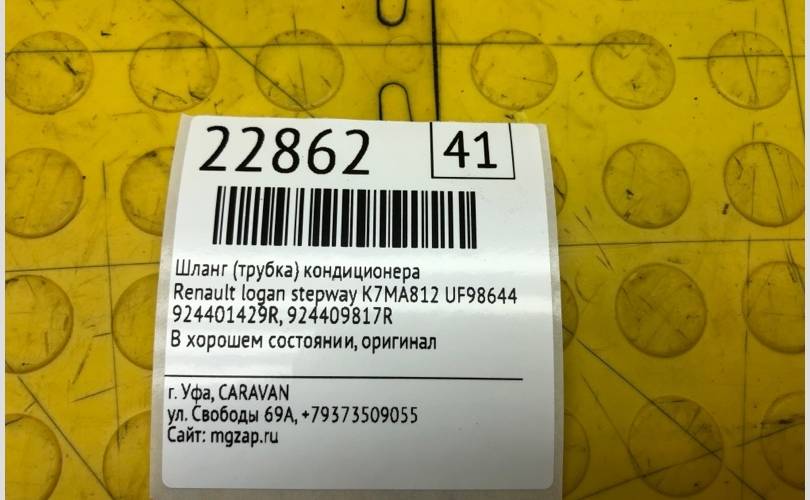 22862 41
Шланг (трубка) кондиционера
Renault logan stepway K7MA812 UF98644
924401429R, 924409817R
В хорошем состоянии, оригинал
г. Уфа, CARAVAN
ул. Свободы 69А, +79373509055
Сайт: mgzap.ru